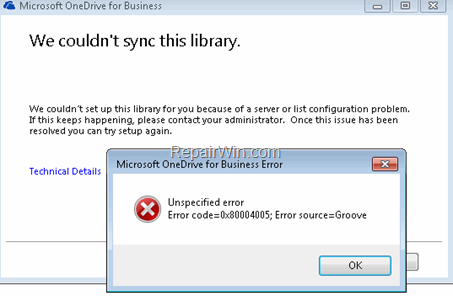 Microsoft OneDrive for Business
We couldn't sync this library.
We couldn't set up this library for you because of a server or list configuration problem.
If this keeps happening, please contact your administrator. Once this issue has been
resolved you can try setup again.
RepairWin.com
Technical Details
Microsoft OneDrive for Business Error
Unspecified error
Error code=0x80004005; Error source=Groove
OK